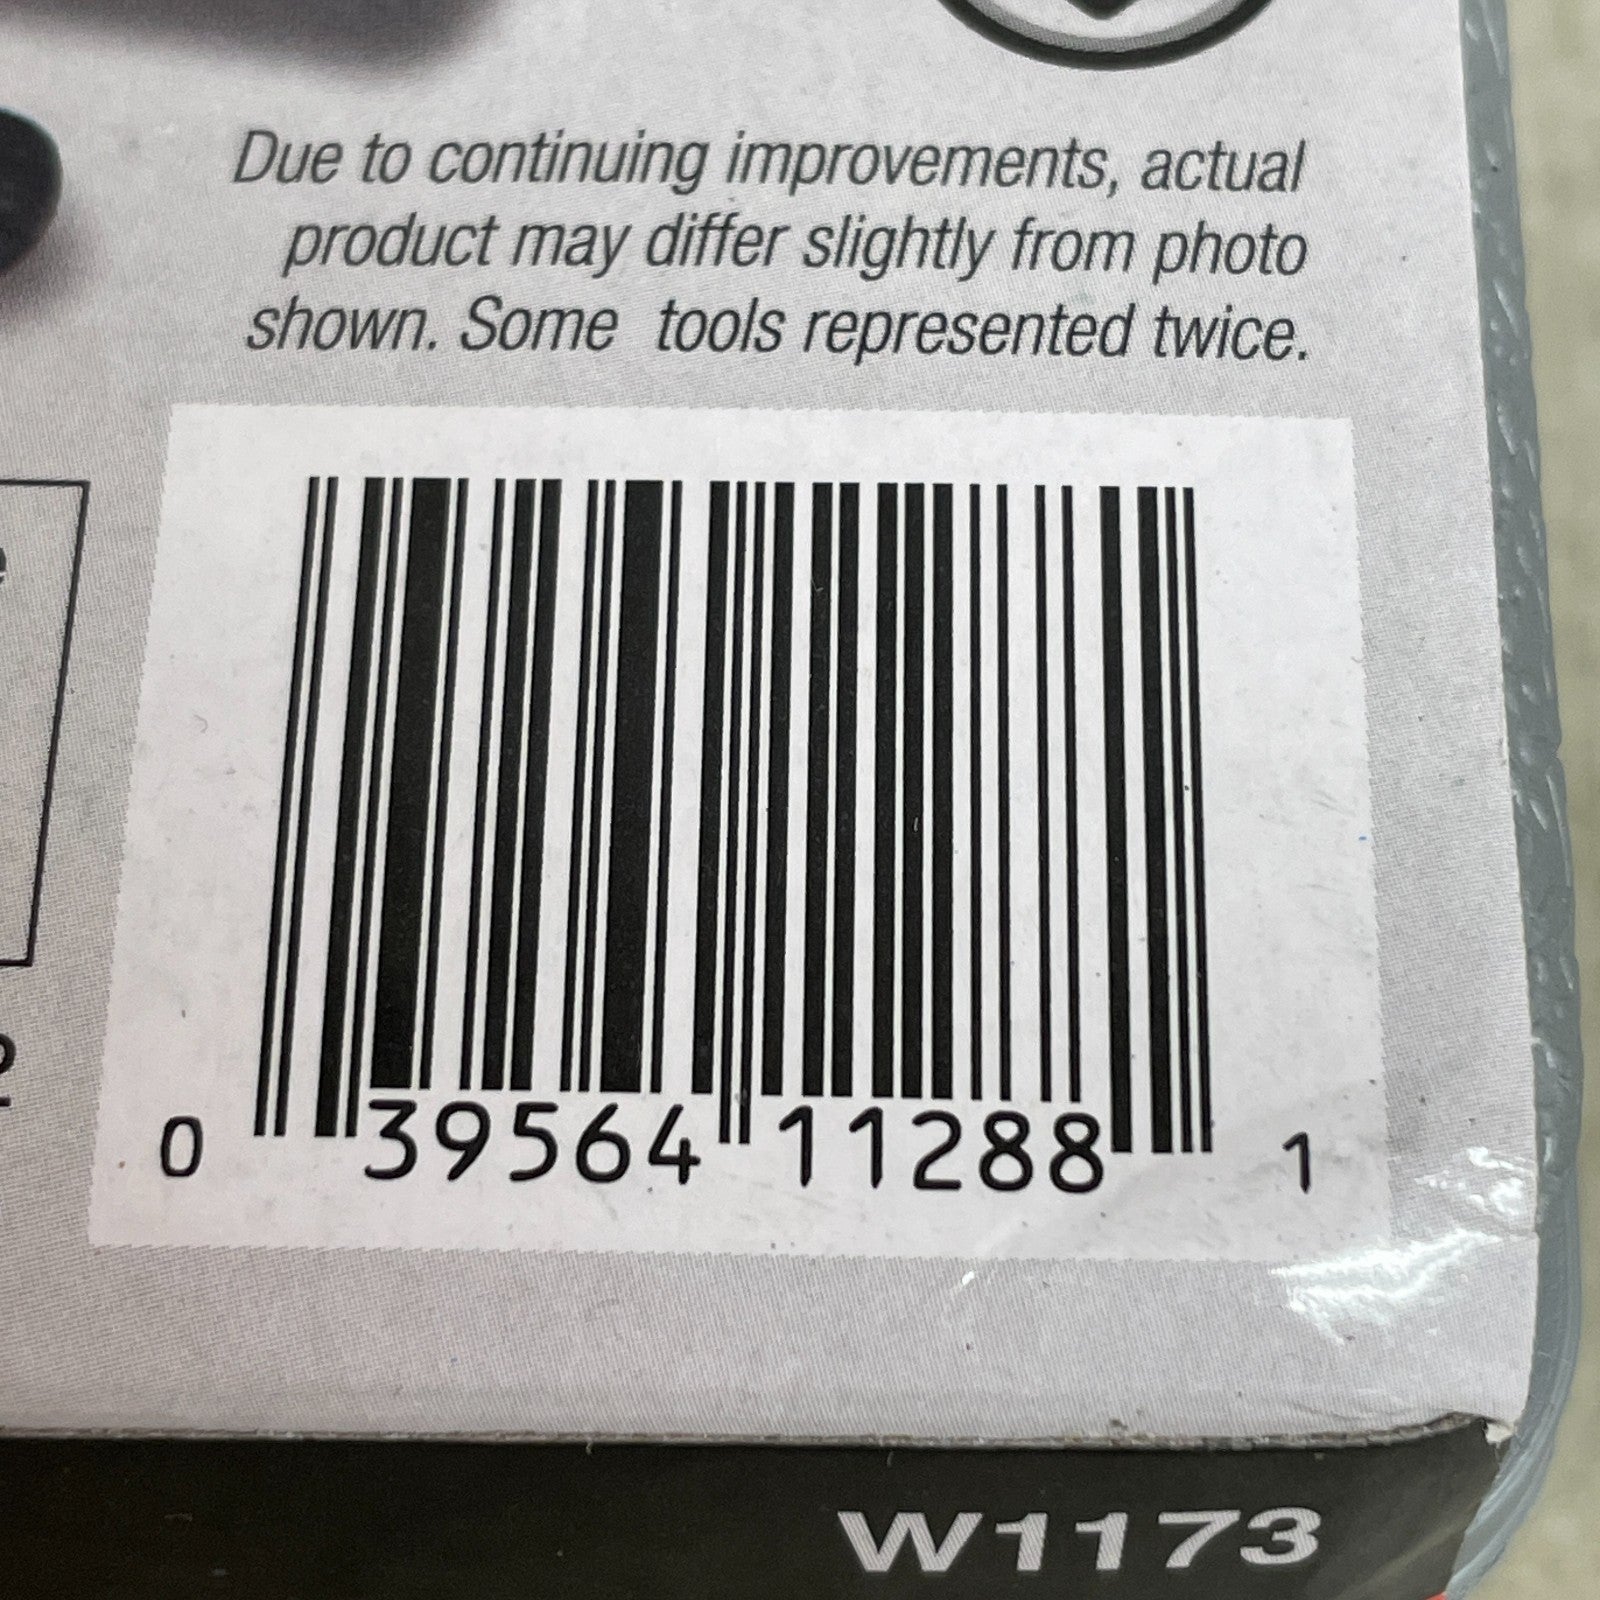 Due to continuing improvements, actual
product may differ slightly from photo
shown. Some tools represented twice.
0 39564 11288 1
W1173